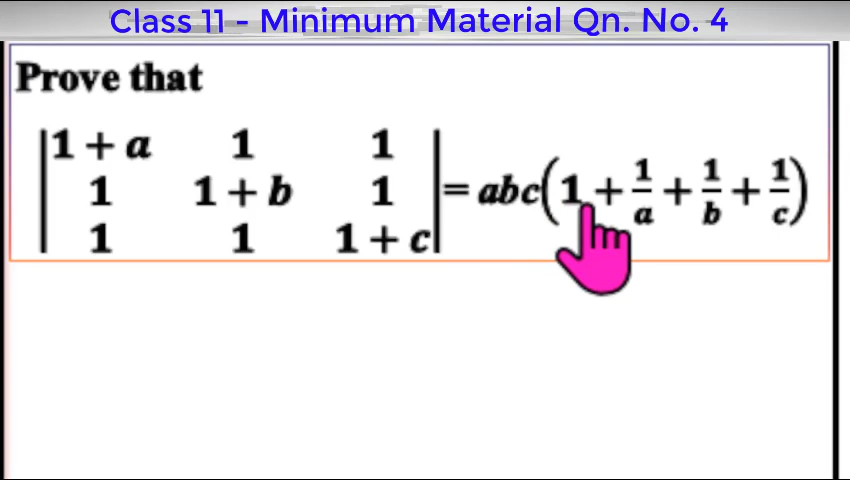 Class 11 - Minimum Material Qn. No. 4
Prove that
|1 + a 1 1|
|1 1 + b 1| = abc(1 + 1/a + 1/b + 1/c)
|1 1 1 + c|